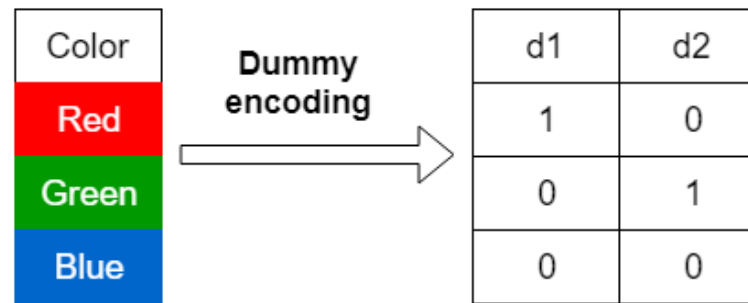 Color
Red
Green
Blue
Dummy
encoding
d1 d2
1 0
0 1
0 0